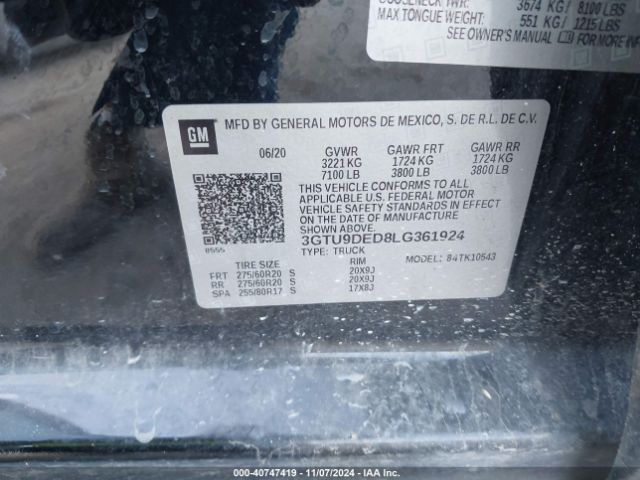 3674 KG / 8100 LBS
MAX TONGUE WEIGHT: 551 KG / 1215 LBS
SEE OWNER'S MANUAL
GM
MFD BY GENERAL MOTORS DE MEXICO, S. DE R.L. DE C.V.
06/20 GVWR GAWR FRT GAWR RR
3221 KG 1724 KG 1724 KG
7100 LB 3800 LB 3800 LB
THIS VEHICLE CONFORMS TO ALL
APPLICABLE U.S. FEDERAL MOTOR
VEHICLE SAFETY STANDARDS IN EFFECT
ON THE DATE OF MANUFACTURE SHOWN ABOVE.
3GTU9DED8LG361924
TYPE: TRUCK MODEL: 84TK10543
TIRE SIZE RIM
FRT 275/60R20 S 20X9J
RR 275/60R20 S 20X9J
SPA 255/80R17 S 17X8J
000-40747419 - 11/07/2024 - IAA Inc.